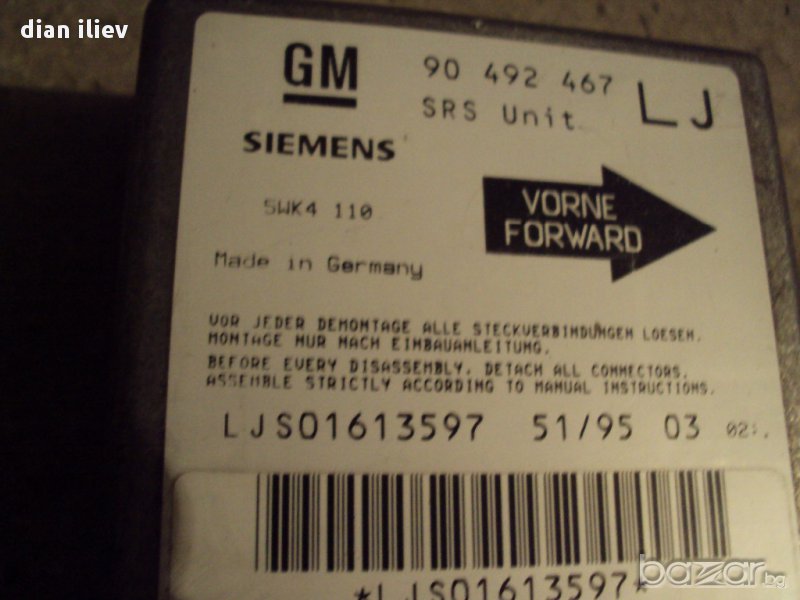 dian iliev
GM
90 492 467
LJ
SRS Unit
SIEMENS
5WK4 110
VORNE
FORWARD
Made in Germany
VOR JEDER DEMONTAGE ALLE STECKVERBINDUNGEN LOESEN.
MONTAGE NUR NACH EINBAUANLEITUNG.
BEFORE EVERY DISASSEMBLY, DETACH ALL CONNECTORS.
ASSEMBLE STRICTLY ACCORDING TO MANUAL INSTRUCTIONS.
LJS01613597 51/95 03
*LJS01613597*
bazar.bg